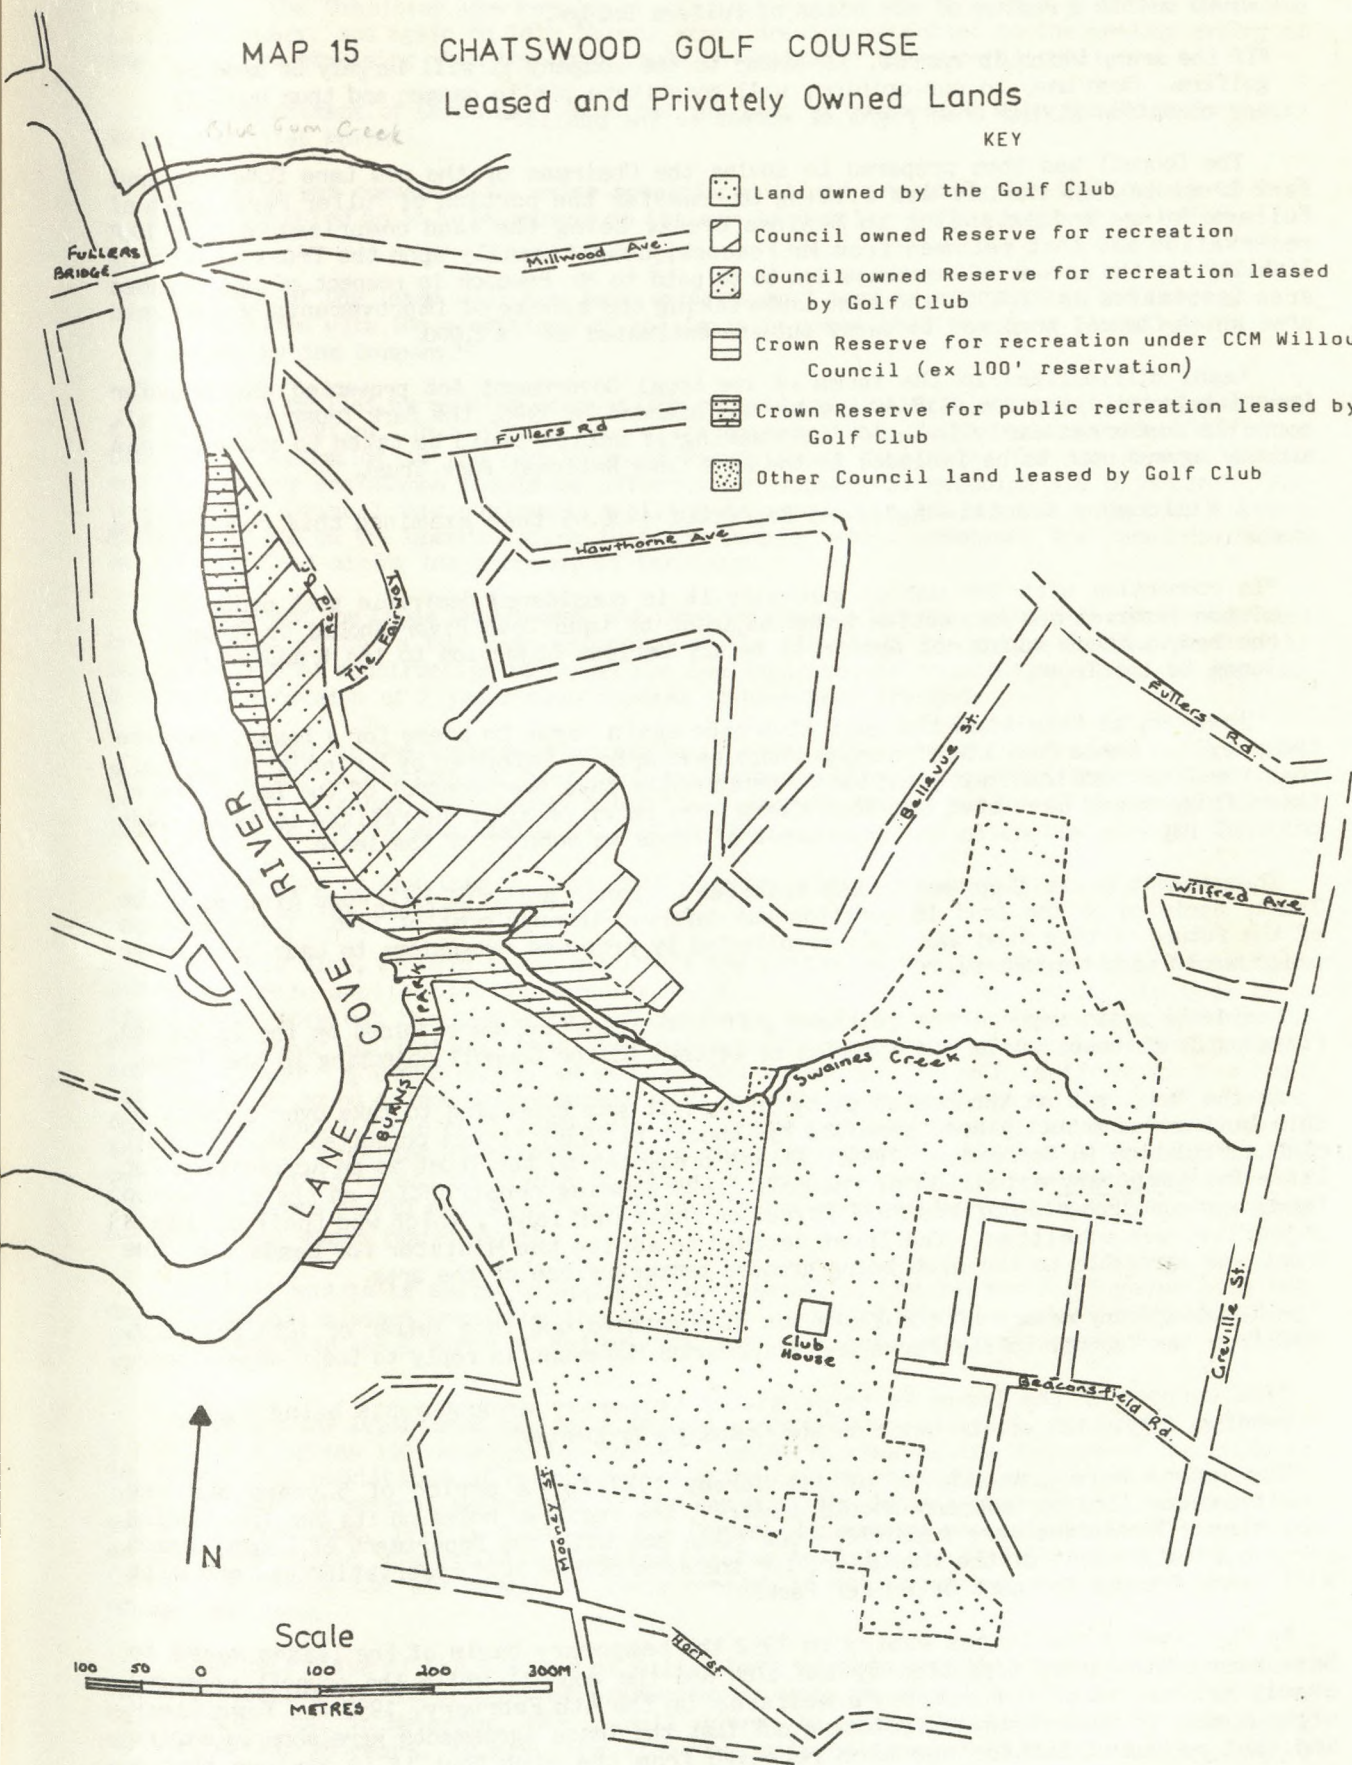 MAP 15 CHATSWOOD GOLF COURSE
Leased and Privately Owned Lands
Blue Gum Creek
KEY
Land owned by the Golf Club
Council owned Reserve for recreation
Council owned Reserve for recreation leased
by Golf Club
Crown Reserve for recreation under CCM Willou
Council (ex 100' reservation)
Crown Reserve for public recreation leased by
Golf Club
Other Council land leased by Golf Club
FULLERS
BRIDGE
Millwood Ave.
Fullers Rd
Hawthorne Ave
The Fairway
Fullers Rd.
Bellevue St.
Wilfred Ave
LANE COVE RIVER
BURNS PARK
Swaines Creek
Club
House
Beaconsfield Rd.
Greville St.
Mooney St.
Hart St
N
Scale
100 50 0 100 200 300M
METRES